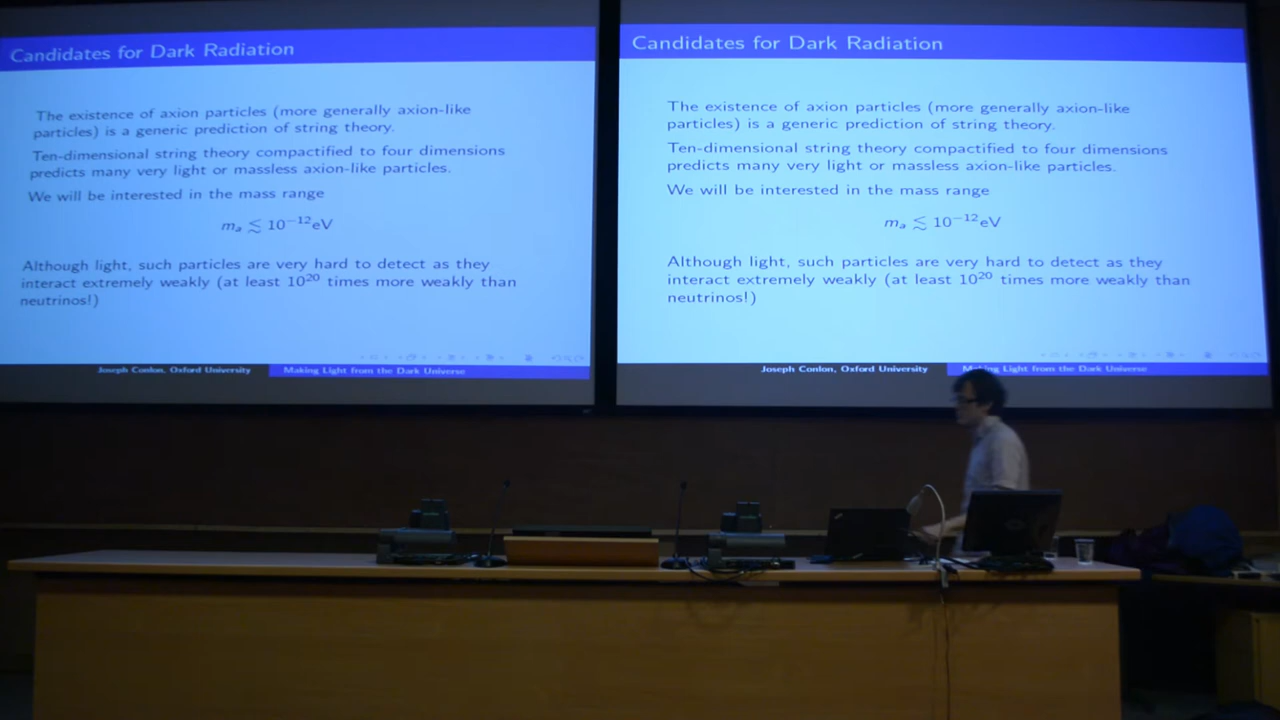 Candidates for Dark Radiation
The existence of axion particles (more generally axion-like
particles) is a generic prediction of string theory.
Ten-dimensional string theory compactified to four dimensions
predicts many very light or massless axion-like particles.
We will be interested in the mass range
mₐ ≲ 10⁻¹²eV
Although light, such particles are very hard to detect as they
interact extremely weakly (at least 10²⁰ times more weakly than
neutrinos!)
Joseph Conlon, Oxford University
Making Light from the Dark Universe
Candidates for Dark Radiation
The existence of axion particles (more generally axion-like
particles) is a generic prediction of string theory.
Ten-dimensional string theory compactified to four dimensions
predicts many very light or massless axion-like particles.
We will be interested in the mass range
mₐ ≲ 10⁻¹²eV
Although light, such particles are very hard to detect as they
interact extremely weakly (at least 10²⁰ times more weakly than
neutrinos!)
Joseph Conlon, Oxford University
Making Light from the Dark Universe